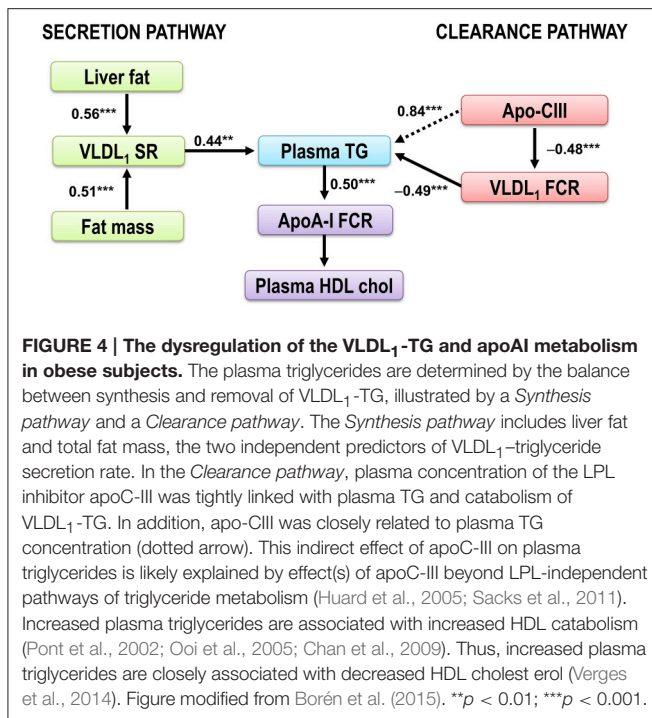 SECRETION PATHWAY
CLEARANCE PATHWAY
Liver fat
0.56***
0.84***
Apo-CIII
VLDL₁ SR
0.44**
Plasma TG
−0.48***
0.51***
0.50***
−0.49***
VLDL₁ FCR
Fat mass
ApoA-I FCR
Plasma HDL chol
FIGURE 4 | The dysregulation of the VLDL₁-TG and apoAI metabolism
in obese subjects. The plasma triglycerides are determined by the balance
between synthesis and removal of VLDL₁-TG, illustrated by a Synthesis
pathway and a Clearance pathway. The Synthesis pathway includes liver fat
and total fat mass, the two independent predictors of VLDL₁–triglyceride
secretion rate. In the Clearance pathway, plasma concentration of the LPL
inhibitor apoC-III was tightly linked with plasma TG and catabolism of
VLDL₁-TG. In addition, apo-CIII was closely related to plasma TG
concentration (dotted arrow). This indirect effect of apoC-III on plasma
triglycerides is likely explained by effect(s) of apoC-III beyond LPL-independent
pathways of triglyceride metabolism (Huard et al., 2005; Sacks et al., 2011).
Increased plasma triglycerides are associated with increased HDL catabolism
(Pont et al., 2002; Ooi et al., 2005; Chan et al., 2009). Thus, increased plasma
triglycerides are closely associated with decreased HDL cholest erol (Verges
et al., 2014). Figure modified from Borén et al. (2015). **p < 0.01; ***p < 0.001.